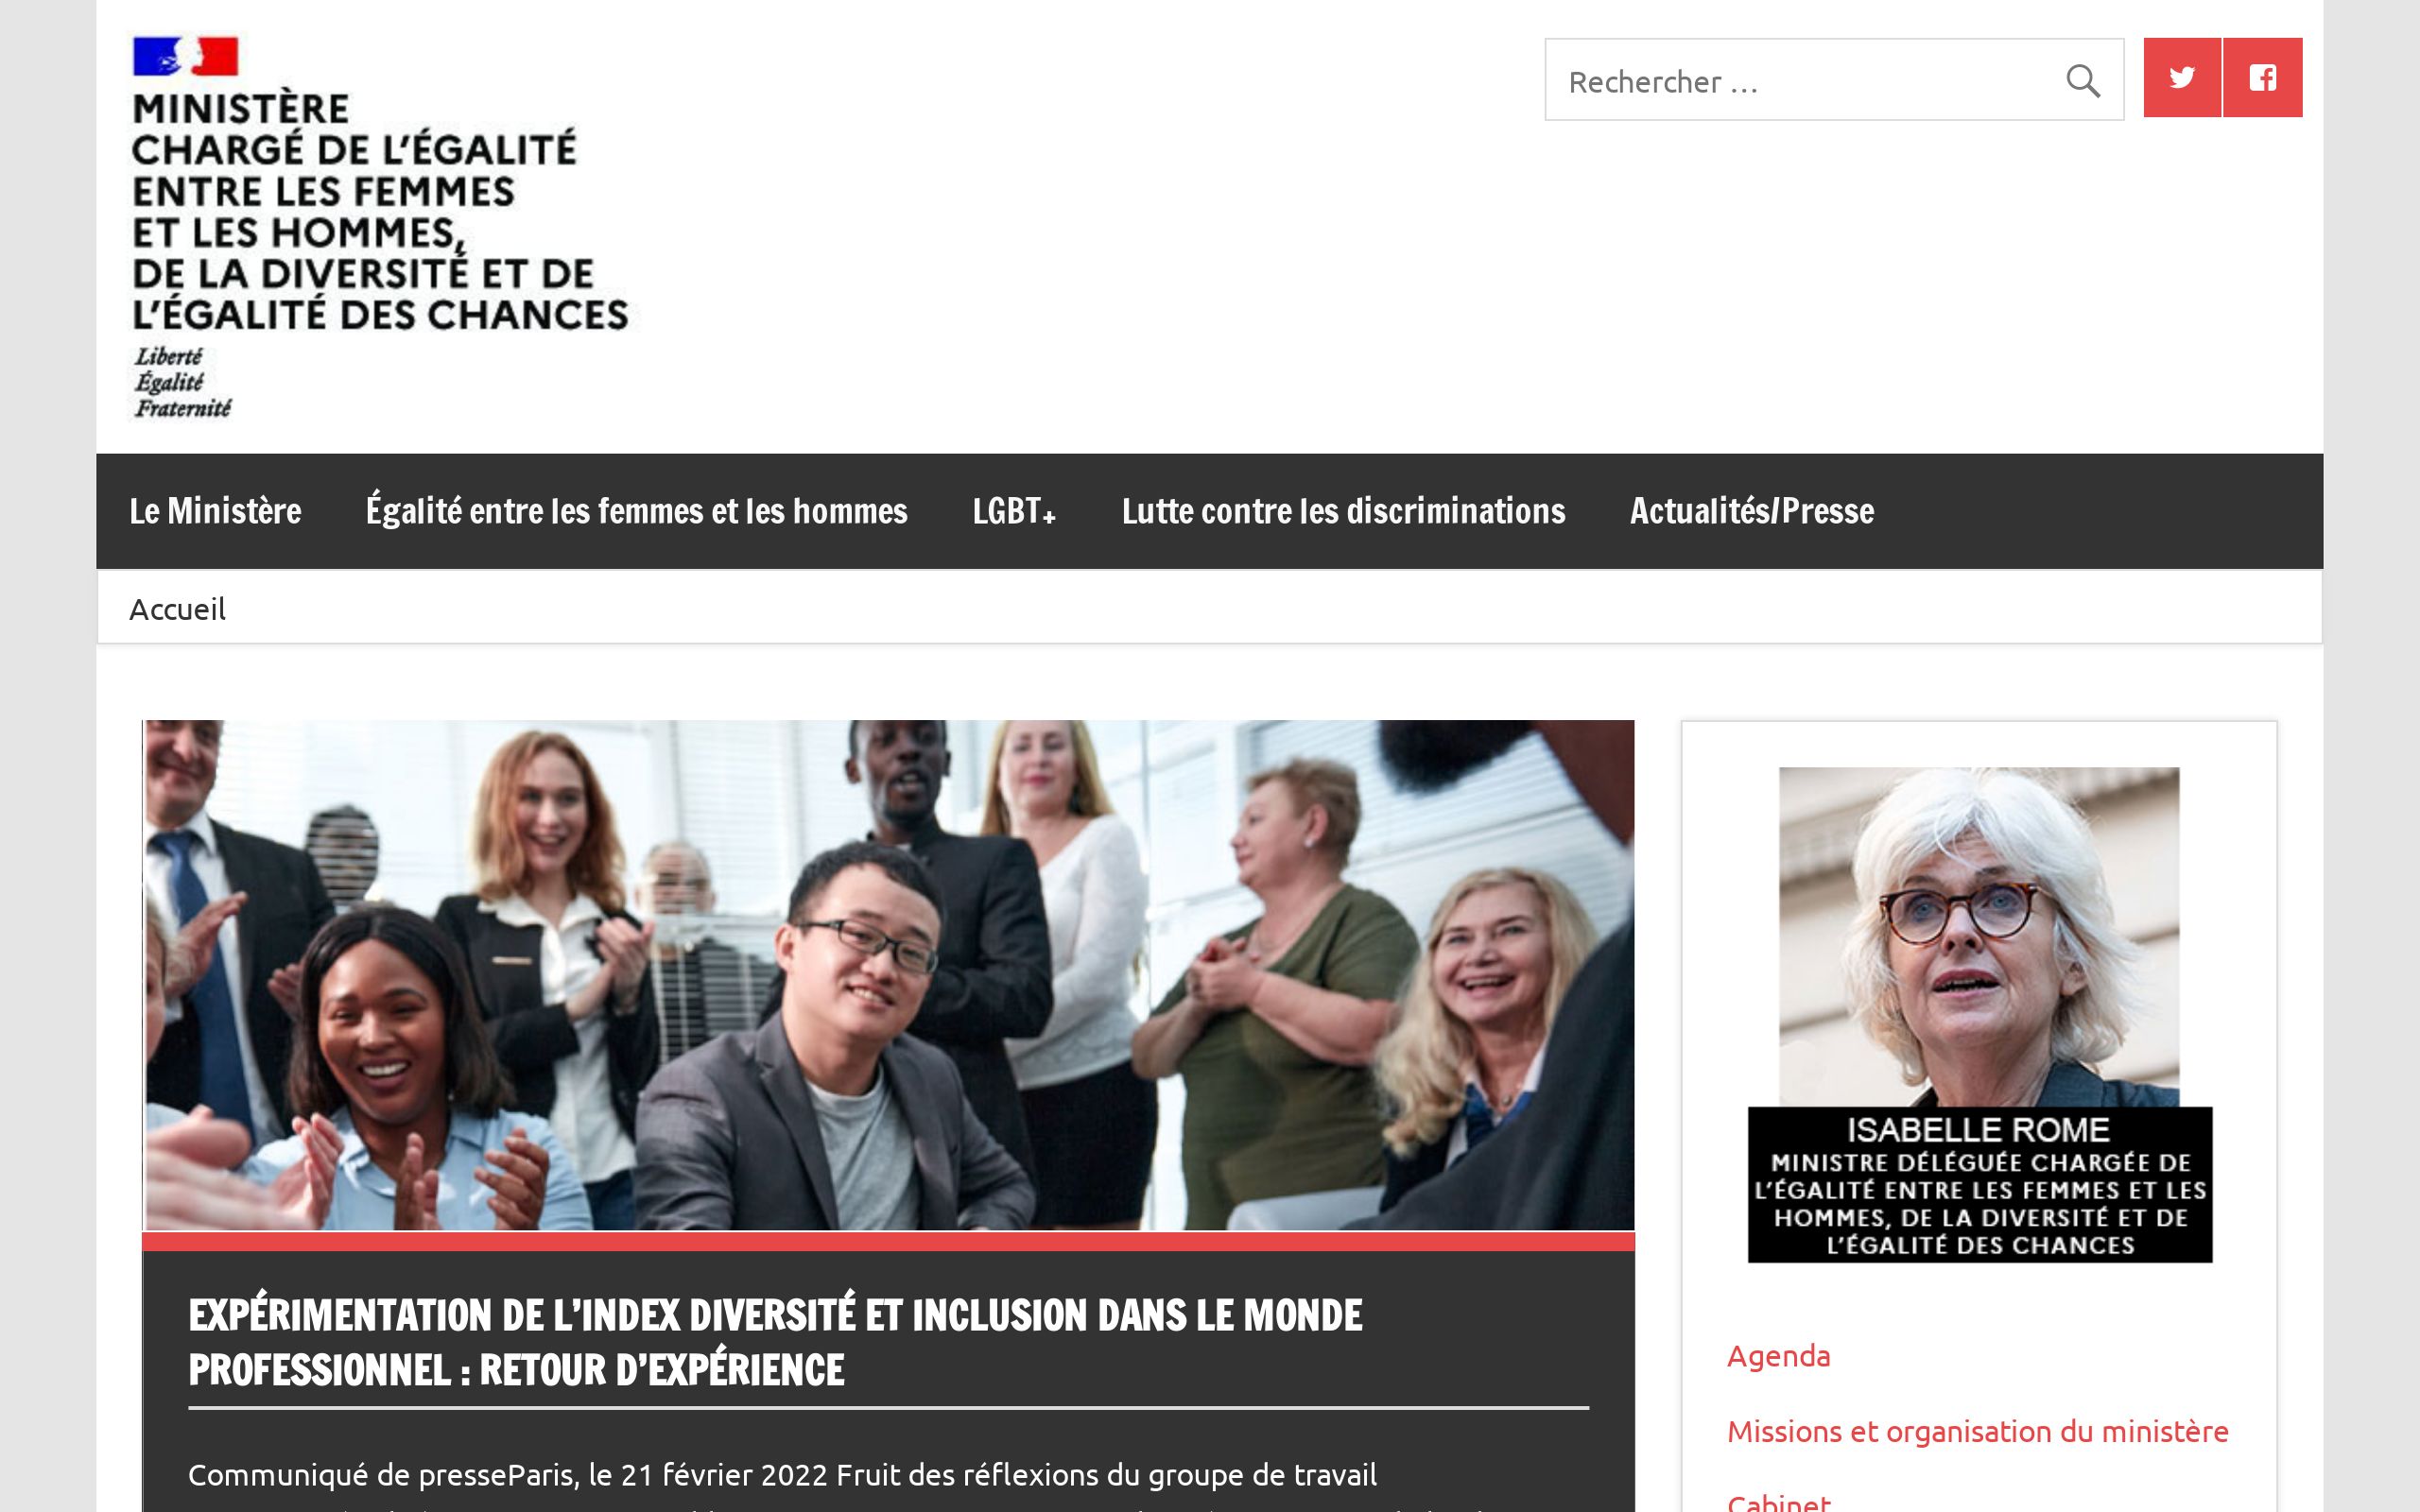 MINISTÈRE
CHARGÉ DE L'ÉGALITÉ
ENTRE LES FEMMES
ET LES HOMMES,
DE LA DIVERSITÉ ET DE
L'ÉGALITÉ DES CHANCES
Liberté
Égalité
Fraternité
Rechercher …
Le Ministère
Égalité entre les femmes et les hommes
LGBT+
Lutte contre les discriminations
Actualités/Presse
Accueil
EXPÉRIMENTATION DE L’INDEX DIVERSITÉ ET INCLUSION DANS LE MONDE
PROFESSIONNEL : RETOUR D’EXPÉRIENCE
Communiqué de presseParis, le 21 février 2022 Fruit des réflexions du groupe de travail
ISABELLE ROME
MINISTRE DÉLÉGUÉE CHARGÉE DE
L'ÉGALITÉ ENTRE LES FEMMES ET LES
HOMMES, DE LA DIVERSITÉ ET DE
L'ÉGALITÉ DES CHANCES
Agenda
Missions et organisation du ministère
Cabinet